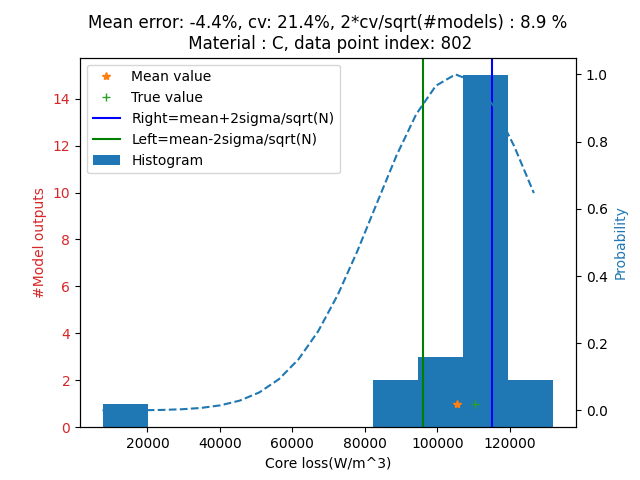 Mean error: -4.4%, cv: 21.4%, 2*cv/sqrt(#models) : 8.9 %
Material : C, data point index: 802
Mean value
True value
Right=mean+2sigma/sqrt(N)
Left=mean-2sigma/sqrt(N)
Histogram
#Model outputs
0
2
4
6
8
10
12
14
20000
40000
60000
80000
100000
120000
Core loss(W/m^3)
0.0
0.2
0.4
0.6
0.8
1.0
Probability